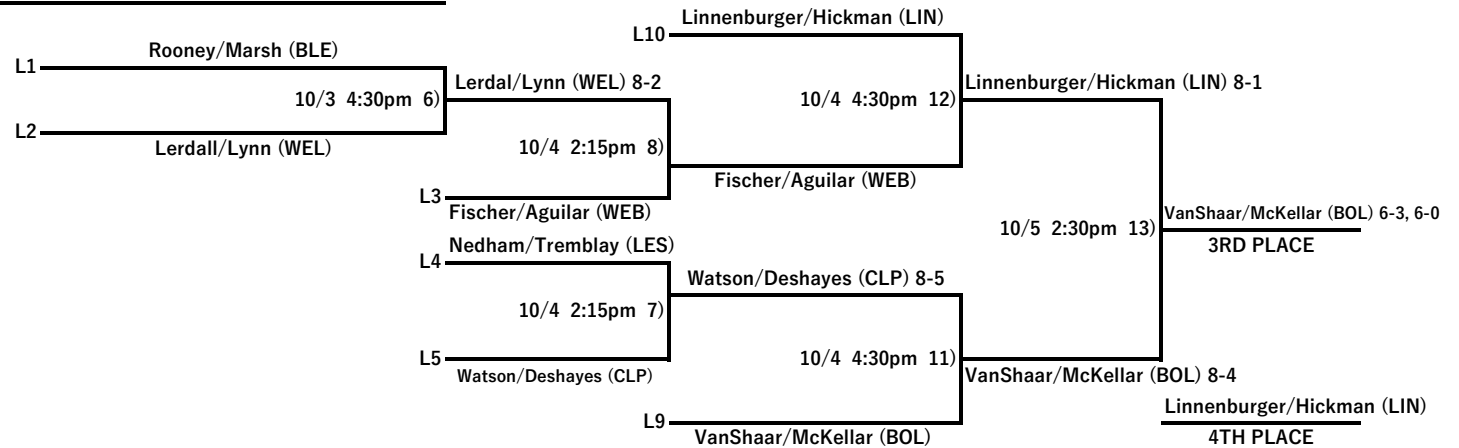 Linnenburger/Hickman (LIN)
L10
Rooney/Marsh (BLE)
L1
Lerdal/Lynn (WEL) 8-2
Linnenburger/Hickman (LIN) 8-1
10/3 4:30pm 6)
10/4 4:30pm 12)
L2
Lerdall/Lynn (WEL)
10/4 2:15pm 8)
Fischer/Aguilar (WEB)
L3
Fischer/Aguilar (WEB)
VanShaar/McKellar (BOL) 6-3, 6-0
10/5 2:30pm 13)
3RD PLACE
Nedham/Tremblay (LES)
L4
Watson/Deshayes (CLP) 8-5
10/4 2:15pm 7)
L5
10/4 4:30pm 11)
Watson/Deshayes (CLP)
VanShaar/McKellar (BOL) 8-4
Linnenburger/Hickman (LIN)
L9
VanShaar/McKellar (BOL)
4TH PLACE